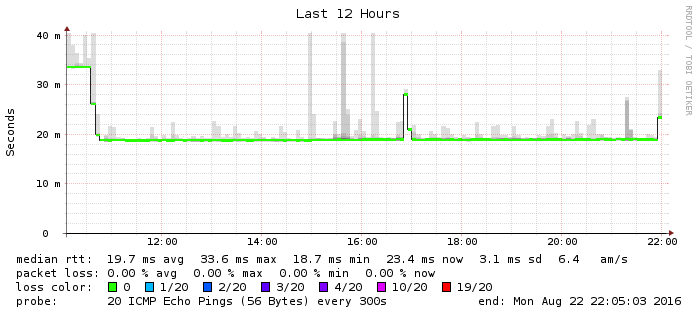 Last 12 Hours
RRDTOOL / TOBI OETIKER
Seconds
40 m
30 m
20 m
10 m
0
12:00 14:00 16:00 18:00 20:00 22:00
median rtt: 19.7 ms avg 33.6 ms max 18.7 ms min 23.4 ms now 3.1 ms sd 6.4 am/s
packet loss: 0.00 % avg 0.00 % max 0.00 % min 0.00 % now
loss color: 0 1/20 2/20 3/20 4/20 10/20 19/20
probe: 20 ICMP Echo Pings (56 Bytes) every 300s end: Mon Aug 22 22:05:03 2016